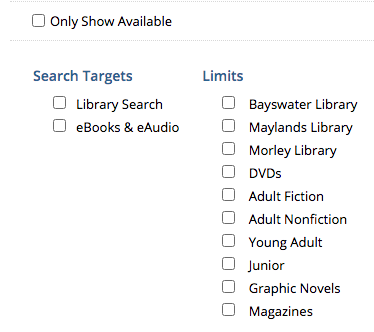 Only Show Available
Search Targets
Library Search
eBooks & eAudio
Limits
Bayswater Library
Maylands Library
Morley Library
DVDs
Adult Fiction
Adult Nonfiction
Young Adult
Junior
Graphic Novels
Magazines